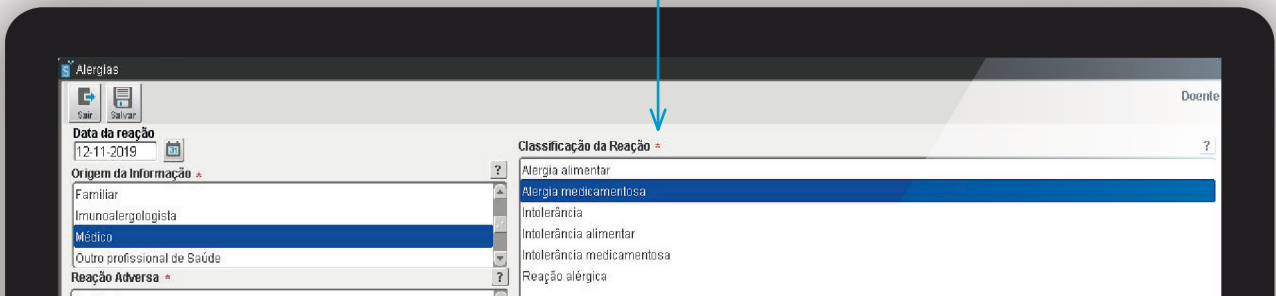 Alergias
Sair Salvar
Doente
Data da reação
12-11-2019
Origem da Informação * ?
Familiar
Imunoalergologista
Médico
Outro profissional de Saúde
Reação Adversa * ?
Classificação da Reação * ?
Alergia alimentar
Alergia medicamentosa
Intolerância
Intolerância alimentar
Intolerância medicamentosa
Reação alérgica